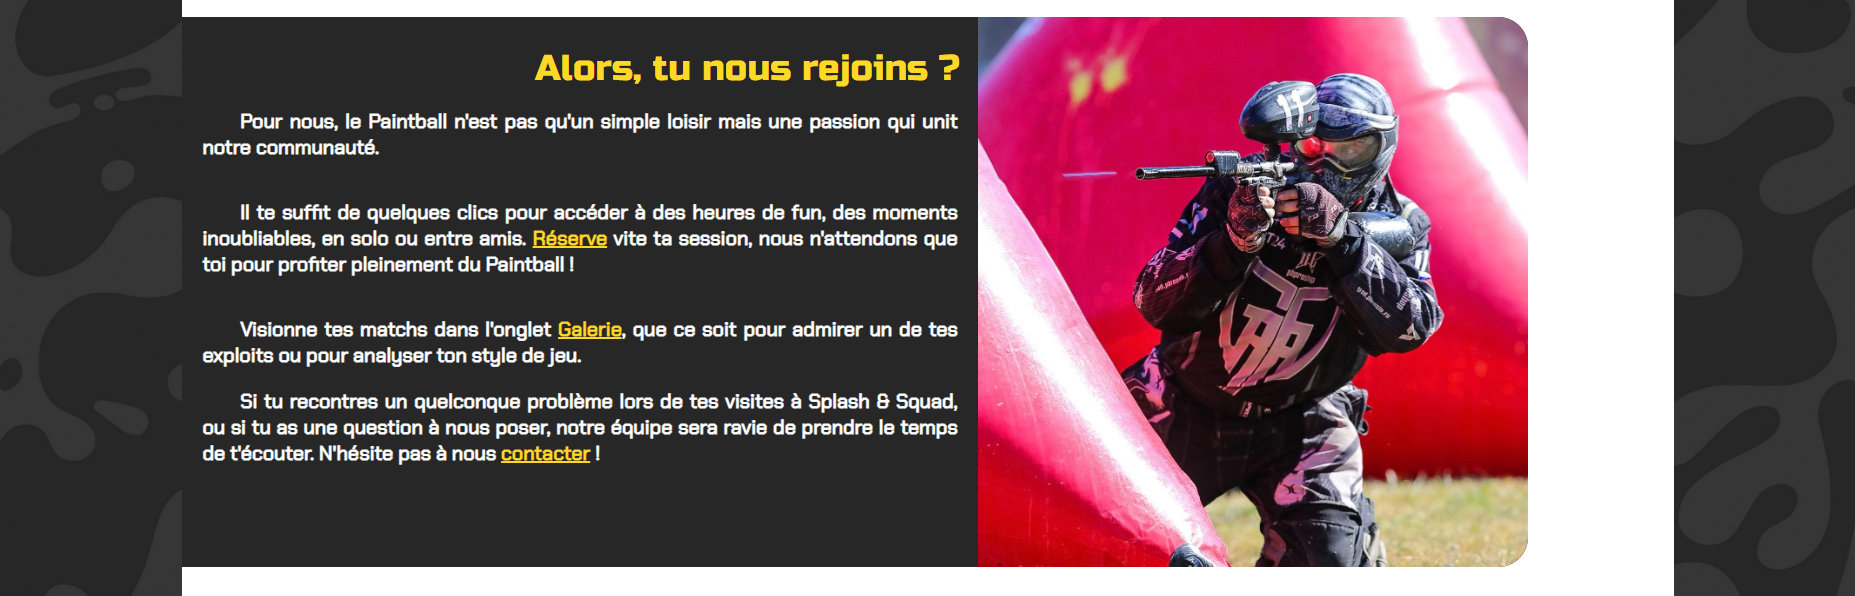 Alors, tu nous rejoins ?
Pour nous, le Paintball n'est pas qu'un simple loisir mais une passion qui unit
notre communauté.
Il te suffit de quelques clics pour accéder à des heures de fun, des moments
inoubliables, en solo ou entre amis. Réserve vite ta session, nous n'attendons que
toi pour profiter pleinement du Paintball !
Visionne tes matchs dans l'onglet Galerie, que ce soit pour admirer un de tes
exploits ou pour analyser ton style de jeu.
Si tu recontres un quelconque problème lors de tes visites à Splash & Squad,
ou si tu as une question à nous poser, notre équipe sera ravie de prendre le temps
de t'écouter. N'hésite pas à nous contacter !
11